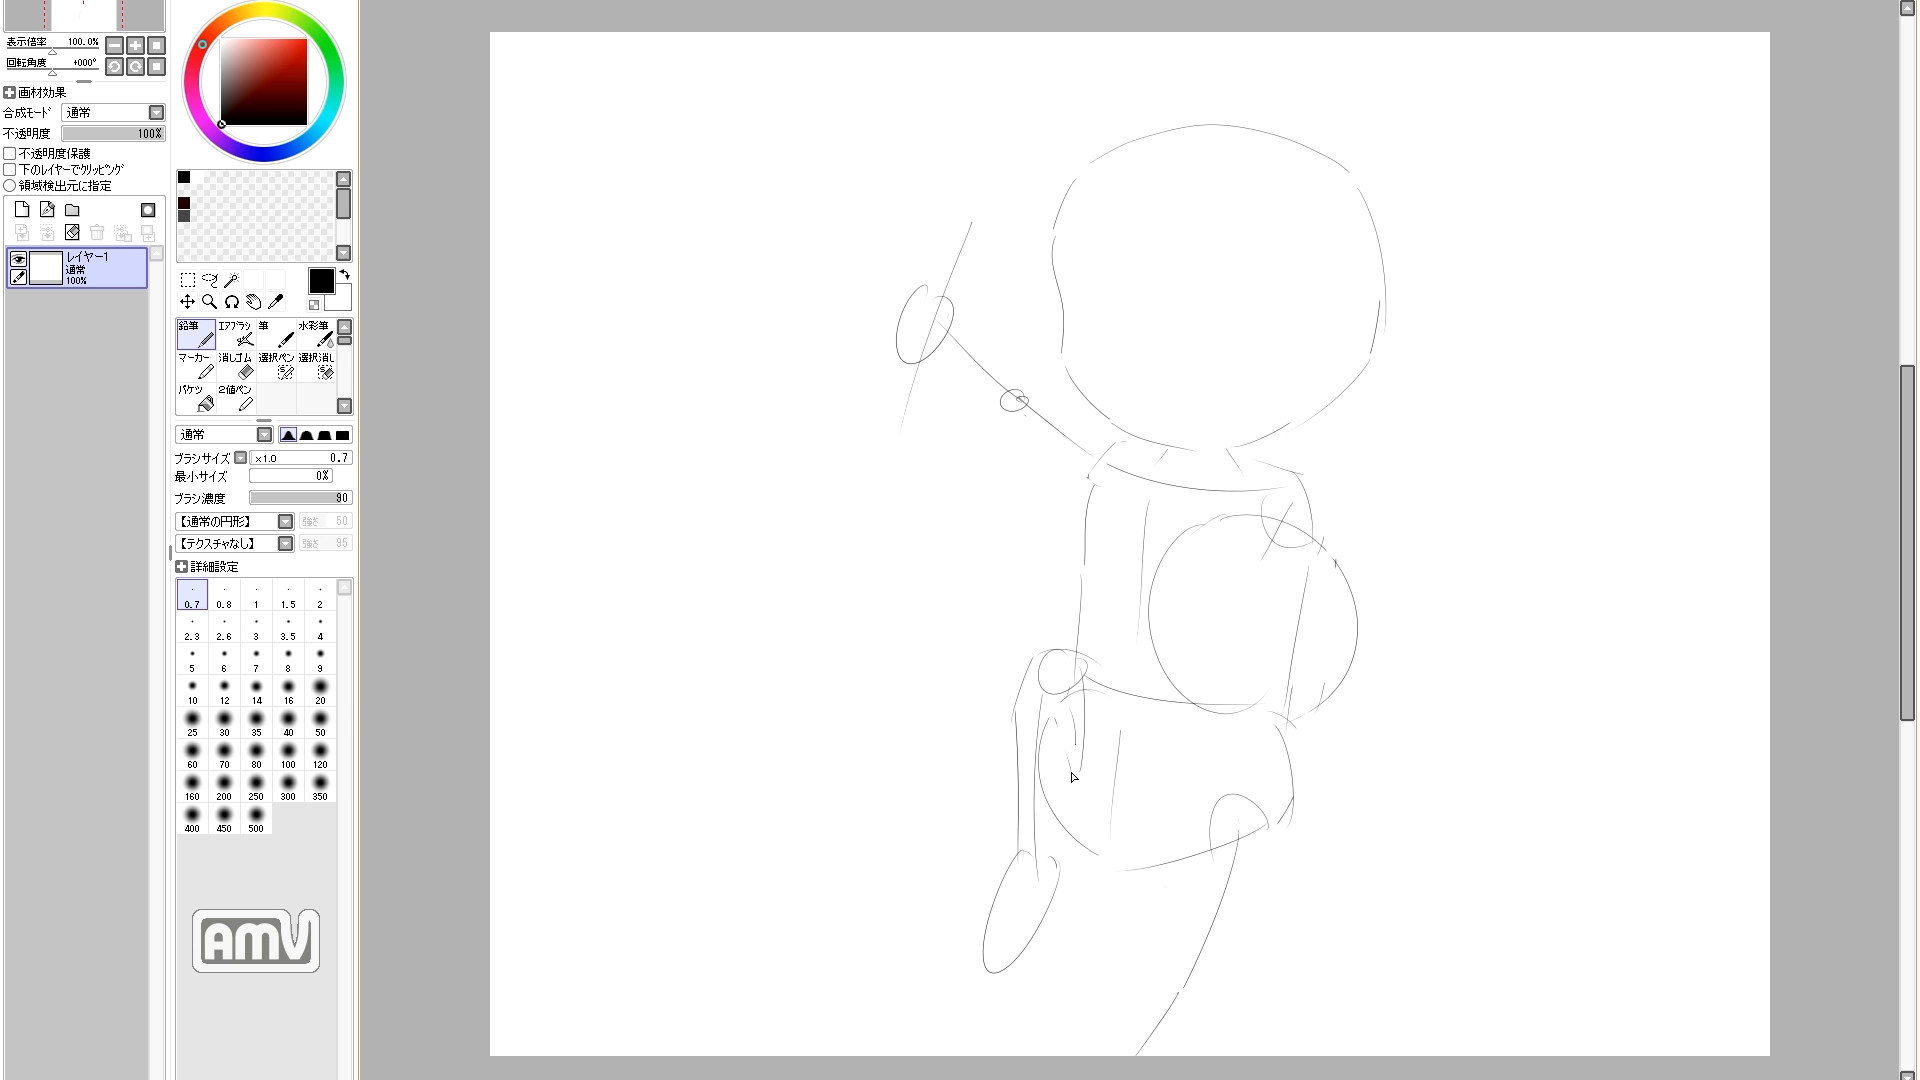 表示倍率 100.0%
回転角度 +000°
画材効果
合成モード 通常
不透明度 100%
不透明度保護
下のレイヤーでクリッピング
領域検出元に指定
レイヤー1
通常
100%
鉛筆 エアブラシ 筆 水彩筆
マーカー 消しゴム 選択ペン 選択消し
バケツ 2値ペン
通常
ブラシサイズ ×1.0 0.7
最小サイズ 0%
ブラシ濃度 90
【通常の円形】 強さ 50
【テクスチャなし】 強さ 95
詳細設定
0.7 0.8 1 1.5 2
2.3 2.6 3 3.5 4
5 6 7 8 9
10 12 14 16 20
25 30 35 40 50
60 70 80 100 120
160 200 250 300 350
400 450 500
AMV